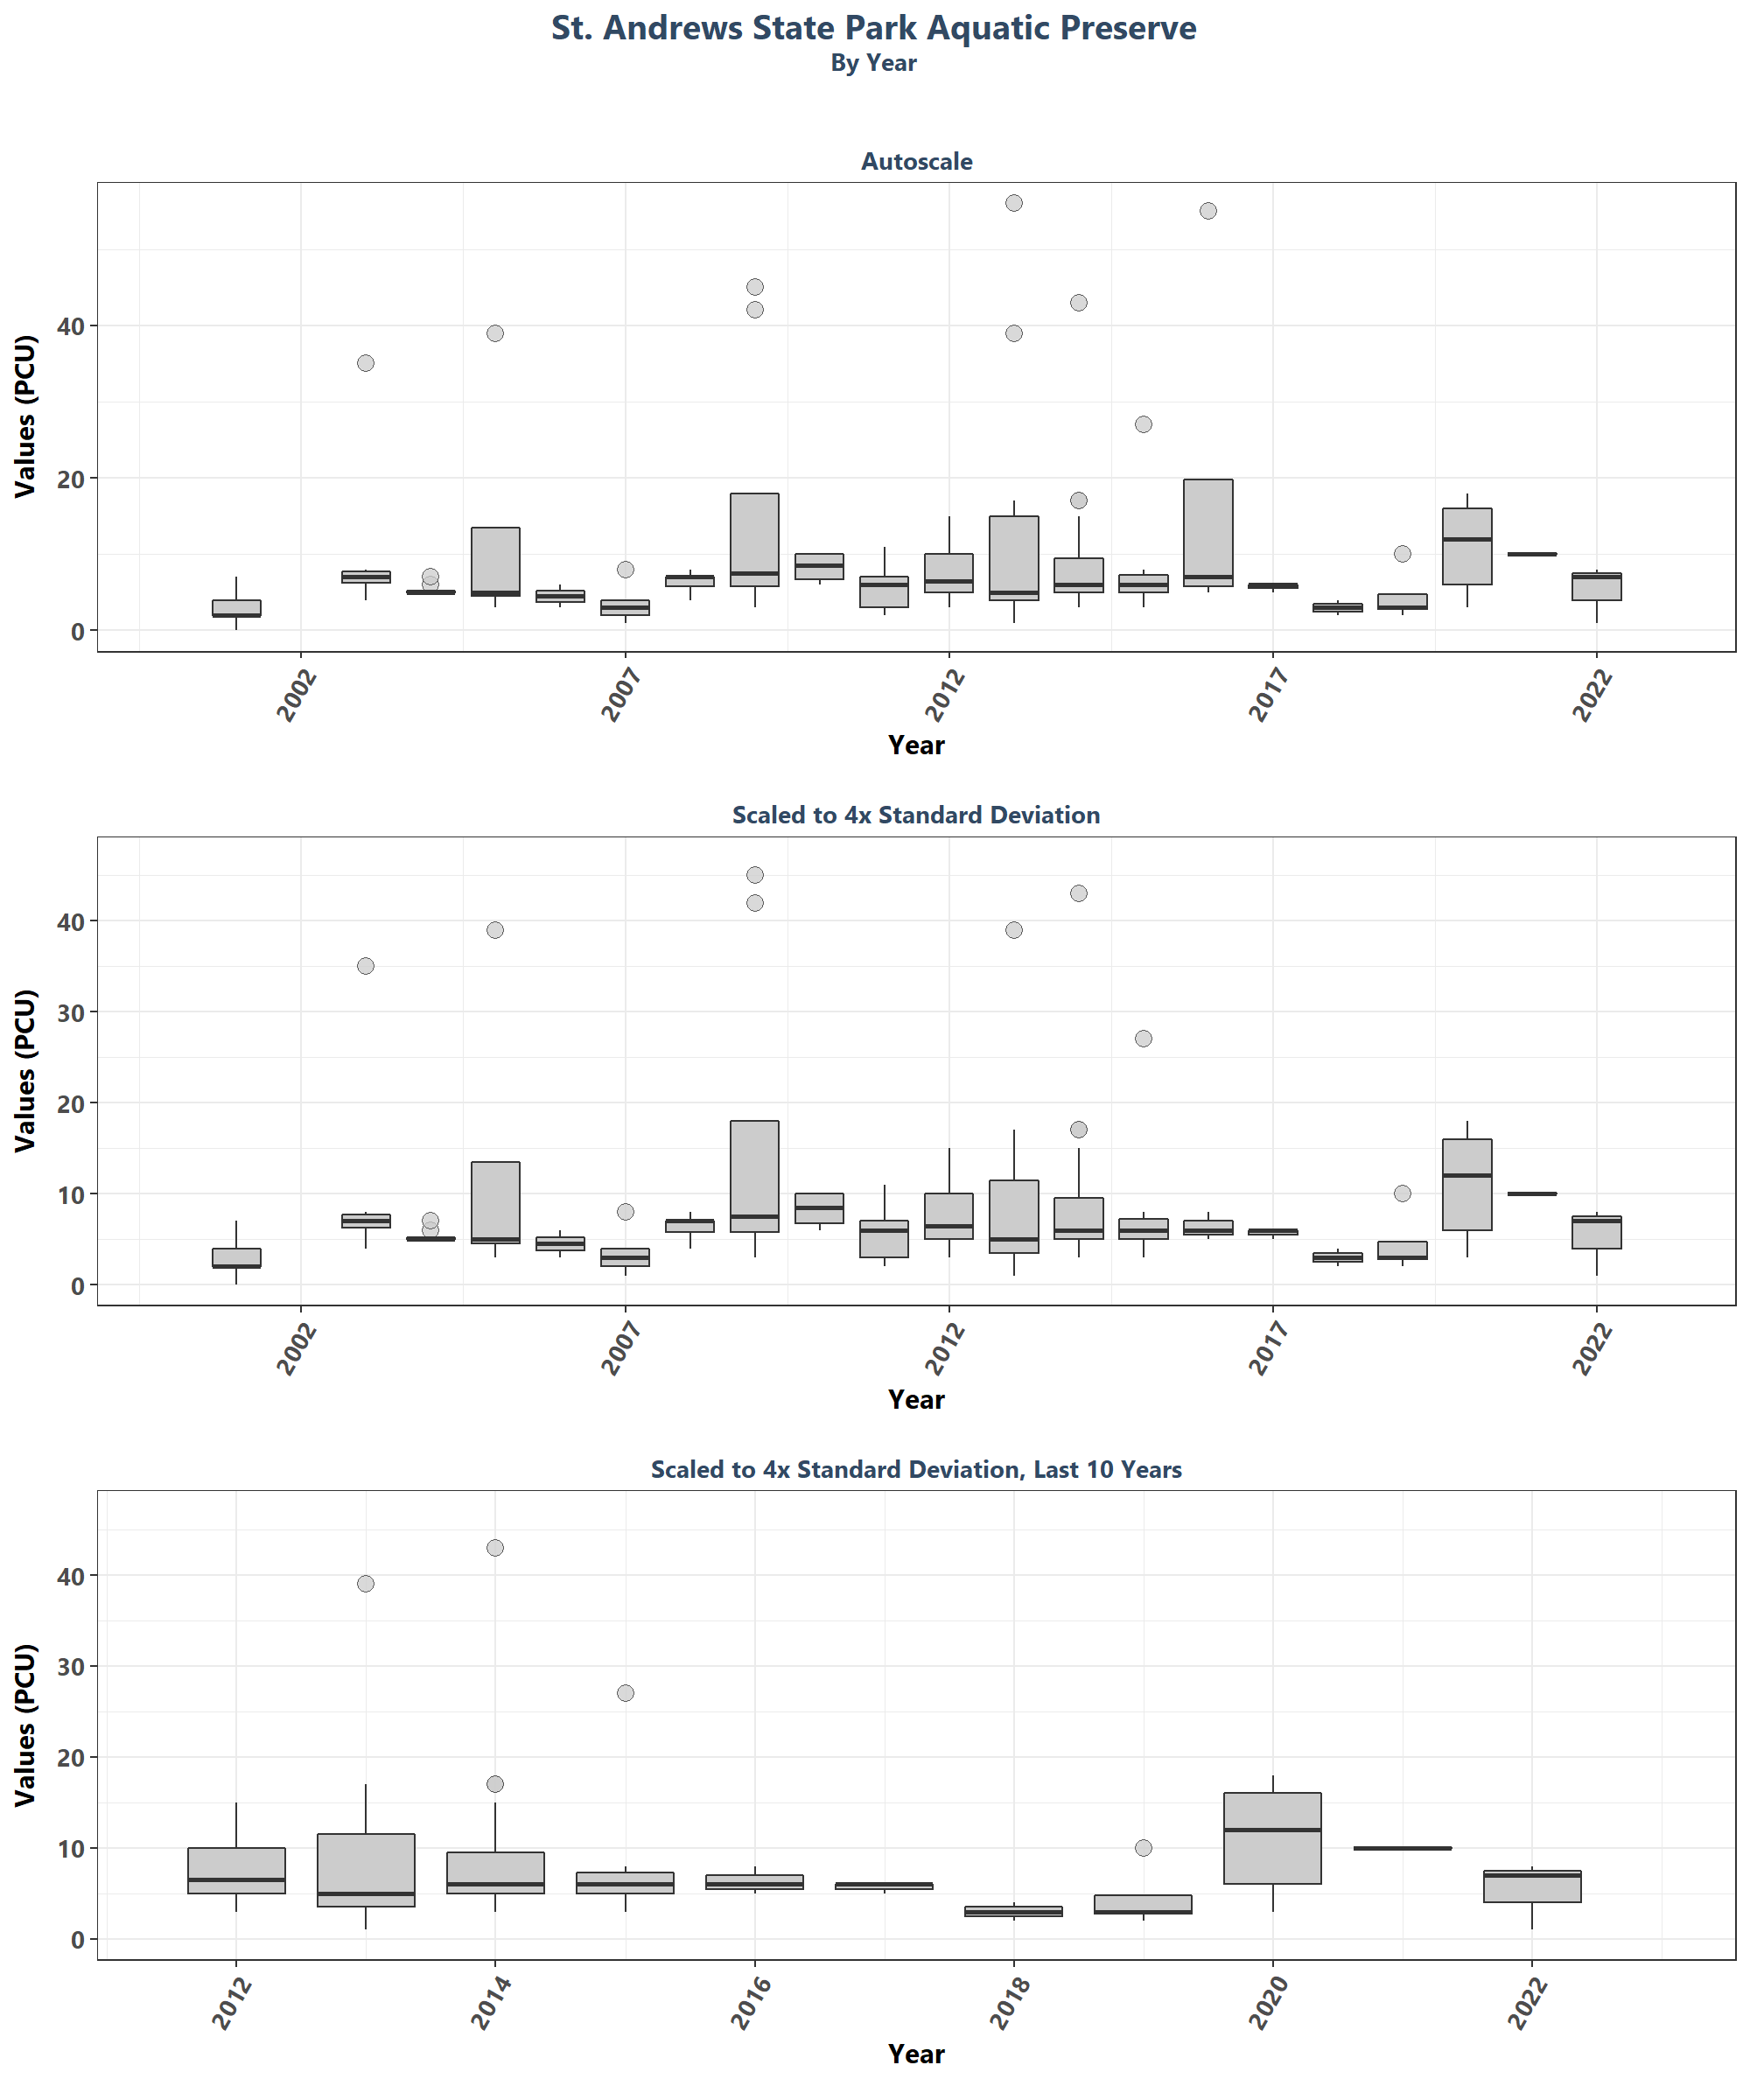 St. Andrews State Park Aquatic Preserve
By Year
Autoscale
Values (PCU)
40
20
0
2002
2007
2012
2017
2022
Year
Scaled to 4x Standard Deviation
Values (PCU)
40
30
20
10
0
2002
2007
2012
2017
2022
Year
Scaled to 4x Standard Deviation, Last 10 Years
Values (PCU)
40
30
20
10
0
2012
2014
2016
2018
2020
2022
Year